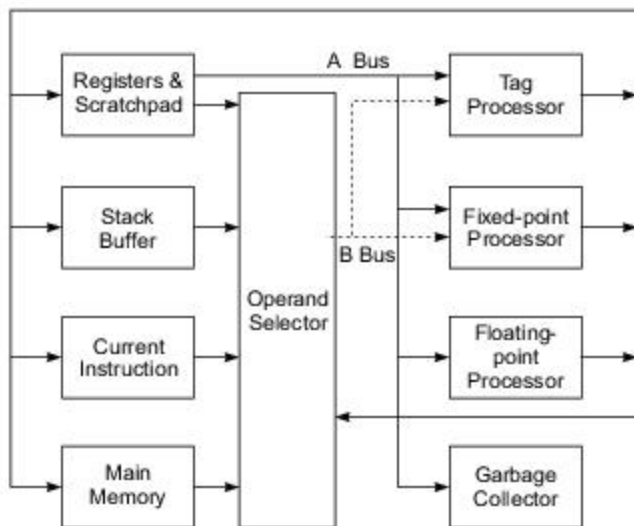 A Bus
Registers &
Scratchpad
Tag
Processor
Stack
Buffer
Fixed-point
Processor
B Bus
Operand
Selector
Current
Instruction
Floating-
point
Processor
Main
Memory
Garbage
Collector